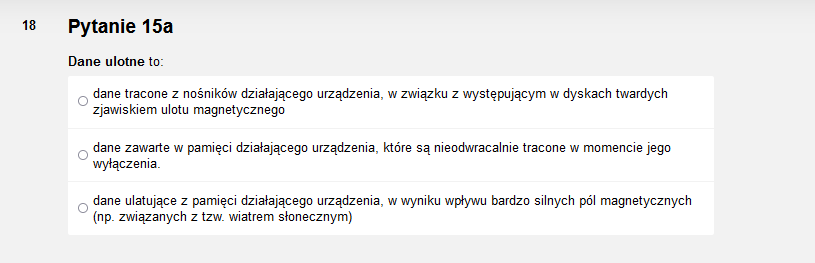 18
Pytanie 15a
Dane ulotne to:
dane tracone z nośników działającego urządzenia, w związku z występującym w dyskach twardych
zjawiskiem ulotu magnetycznego
dane zawarte w pamięci działającego urządzenia, które są nieodwracalnie tracone w momencie jego
wyłączenia.
dane ulatujące z pamięci działającego urządzenia, w wyniku wpływu bardzo silnych pól magnetycznych
(np. związanych z tzw. wiatrem słonecznym)